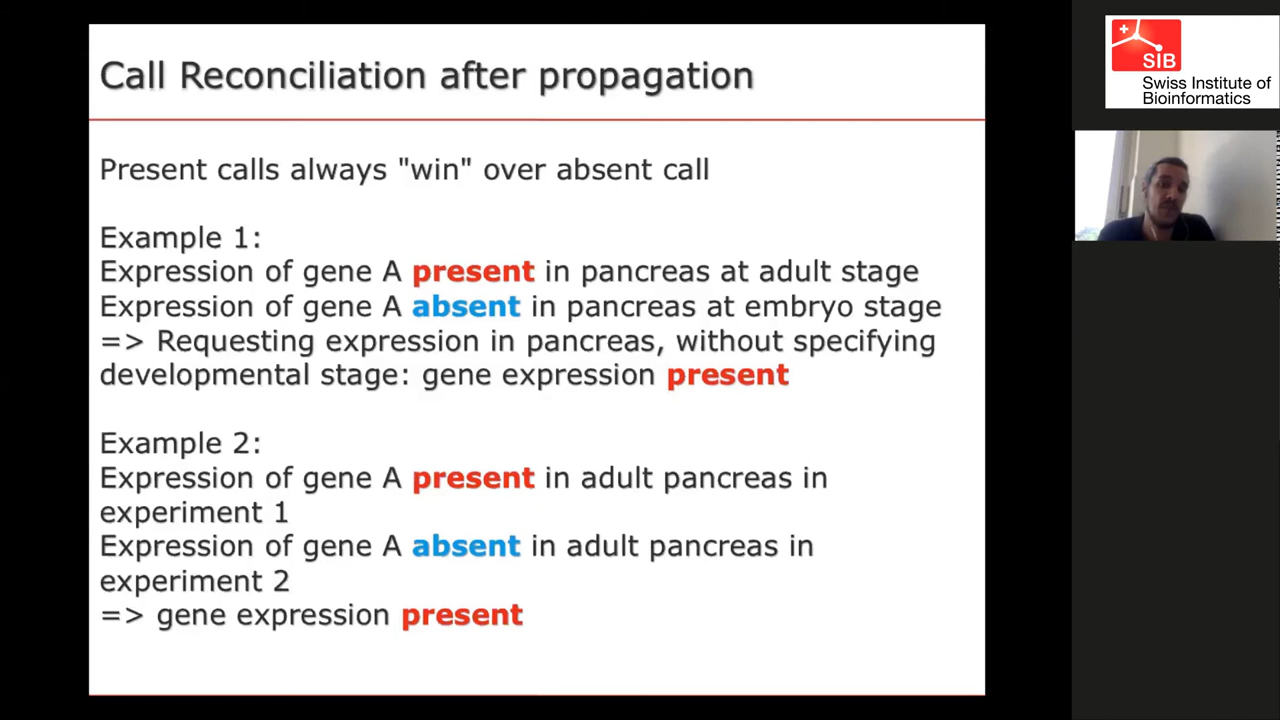 Call Reconciliation after propagation
Present calls always "win" over absent call
Example 1:
Expression of gene A present in pancreas at adult stage
Expression of gene A absent in pancreas at embryo stage
=> Requesting expression in pancreas, without specifying
developmental stage: gene expression present
Example 2:
Expression of gene A present in adult pancreas in
experiment 1
Expression of gene A absent in adult pancreas in
experiment 2
=> gene expression present
SIB
Swiss Institute of
Bioinformatics